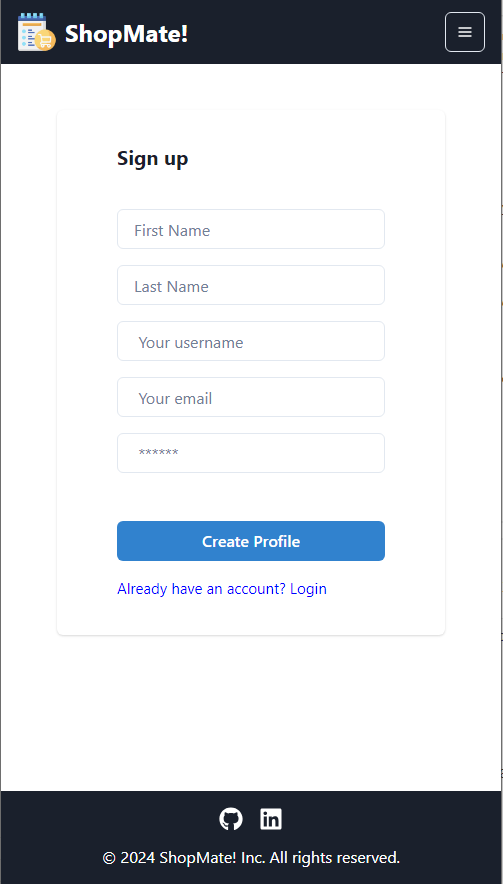 ShopMate!
Sign up
First Name
Last Name
Your username
Your email
******
Create Profile
Already have an account? Login
© 2024 ShopMate! Inc. All rights reserved.